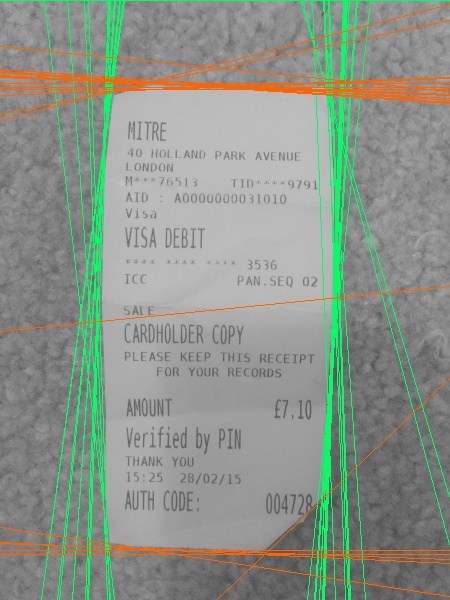 MITRE
40 HOLLAND PARK AVENUE
LONDON
M***76513 TID****9791
AID : A0000000031010
Visa
VISA DEBIT
**** **** **** 3536
ICC PAN.SEQ 02
SALE
CARDHOLDER COPY
PLEASE KEEP THIS RECEIPT
FOR YOUR RECORDS
AMOUNT £7.10
Verified by PIN
THANK YOU
15:25 28/02/15
AUTH CODE: 004728